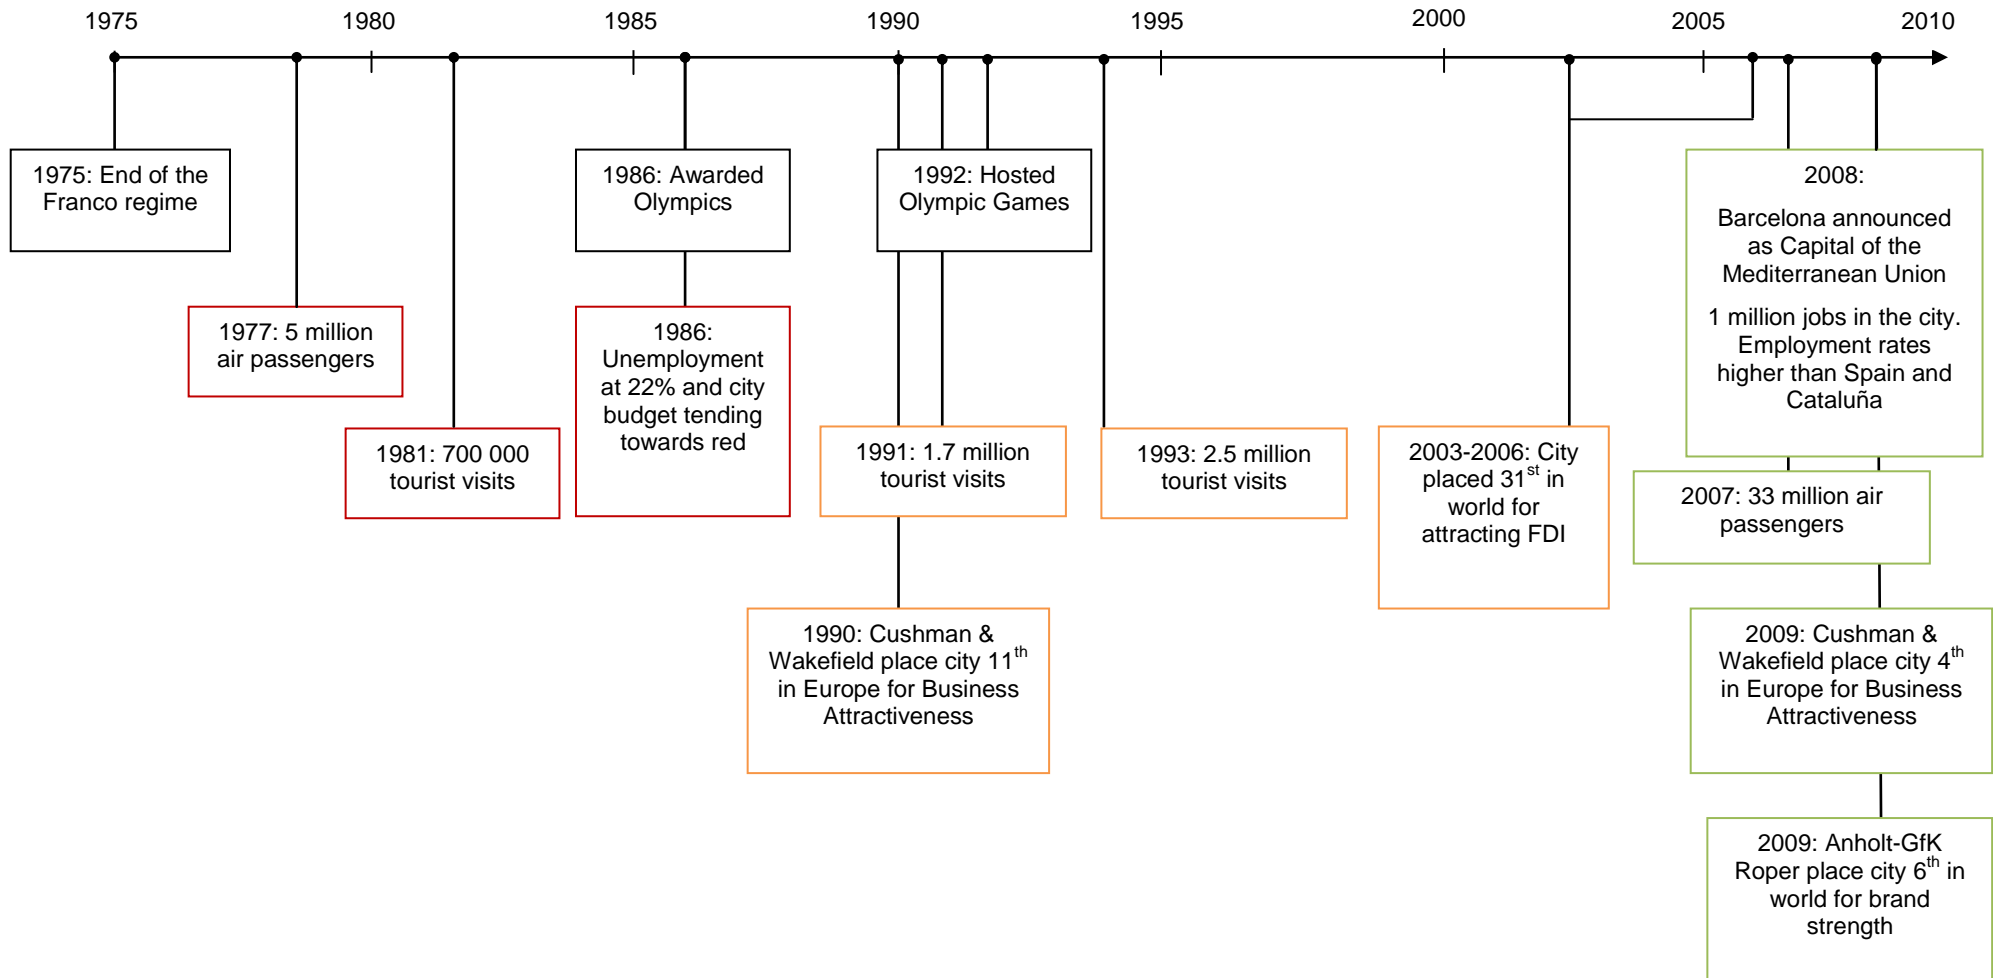 1975 1980 1985 1990 1995 2000 2005 2010
1975: End of the
Franco regime
1986: Awarded
Olympics
1992: Hosted
Olympic Games
2008:
Barcelona announced
as Capital of the
Mediterranean Union
1 million jobs in the city.
Employment rates
higher than Spain and
Cataluña
1977: 5 million
air passengers
1986:
Unemployment
at 22% and city
budget tending
towards red
1981: 700 000
tourist visits
1991: 1.7 million
tourist visits
1993: 2.5 million
tourist visits
2003-2006: City
placed 31st in
world for
attracting FDI
2007: 33 million air
passengers
1990: Cushman &
Wakefield place city 11th
in Europe for Business
Attractiveness
2009: Cushman &
Wakefield place city 4th
in Europe for Business
Attractiveness
2009: Anholt-GfK
Roper place city 6th in
world for brand
strength